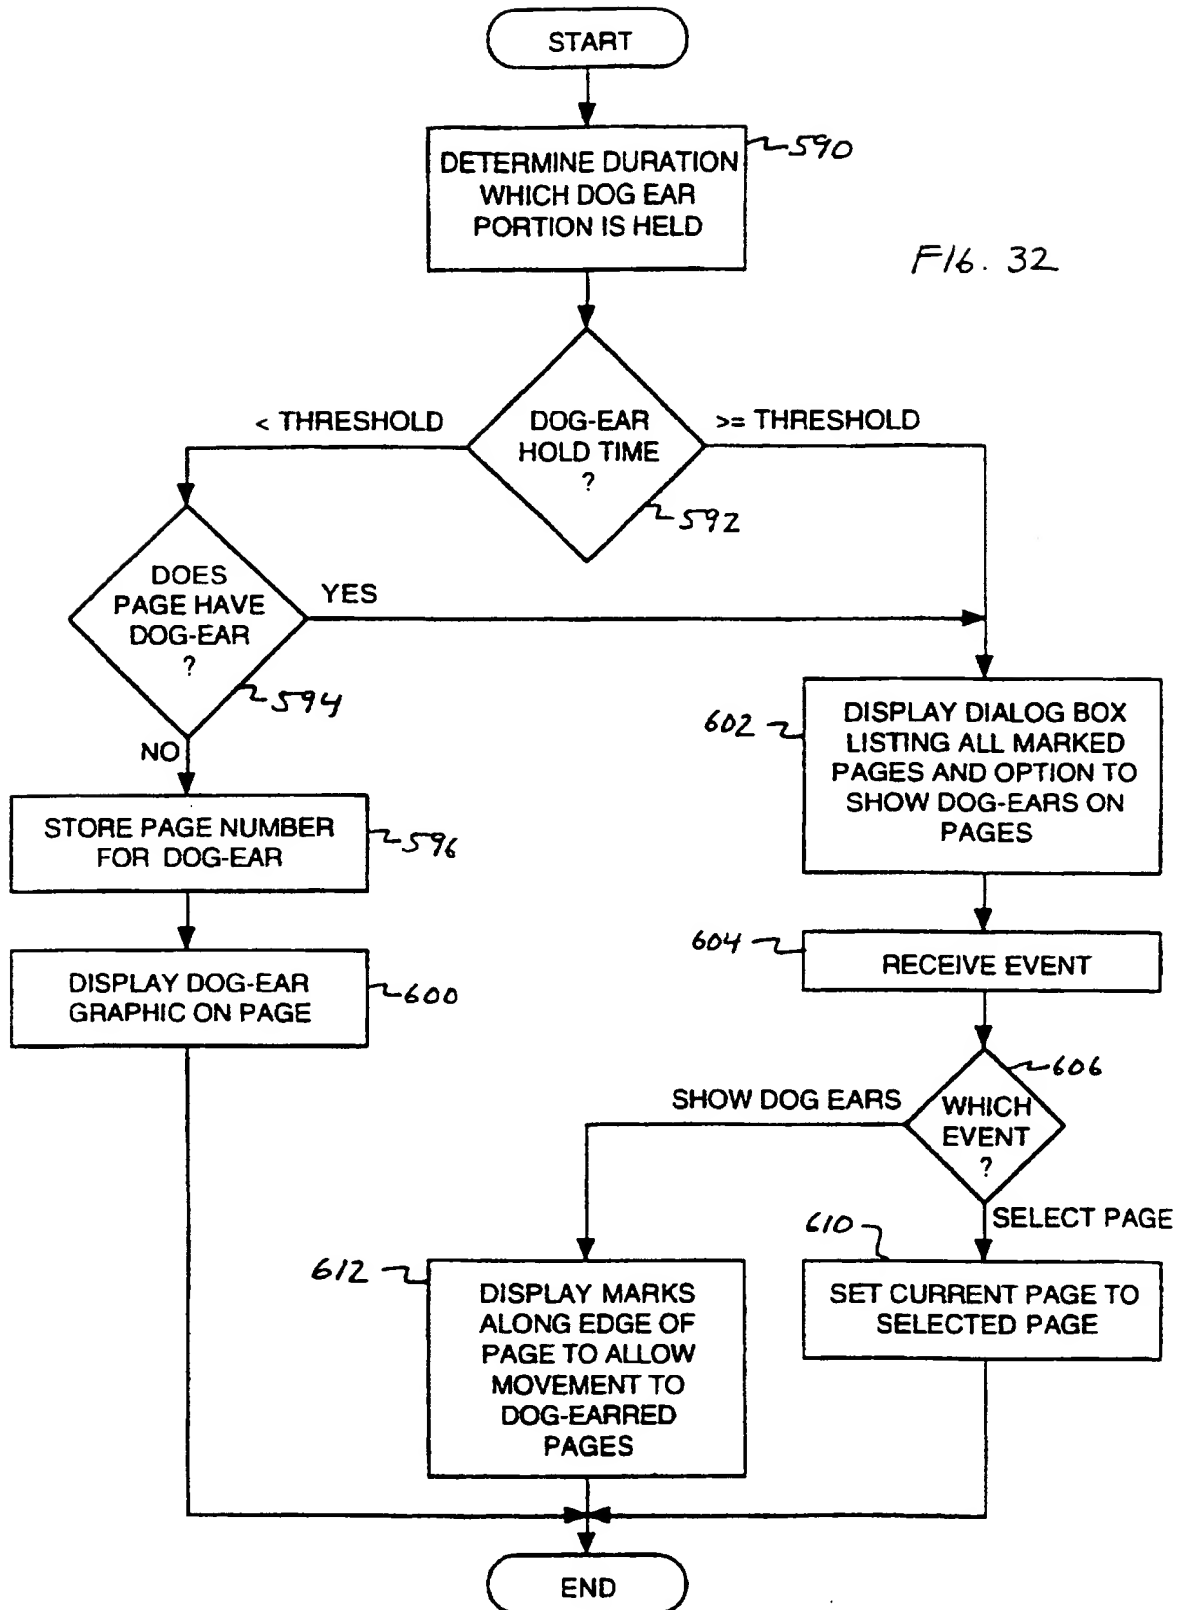 START
DETERMINE DURATION
WHICH DOG EAR
PORTION IS HELD
590
FIG. 32
< THRESHOLD
DOG-EAR
HOLD TIME
?
>= THRESHOLD
592
DOES
PAGE HAVE
DOG-EAR
?
YES
594
NO
STORE PAGE NUMBER
FOR DOG-EAR
596
DISPLAY DOG-EAR
GRAPHIC ON PAGE
600
602
DISPLAY DIALOG BOX
LISTING ALL MARKED
PAGES AND OPTION TO
SHOW DOG-EARS ON
PAGES
604
RECEIVE EVENT
606
SHOW DOG EARS
WHICH
EVENT
?
SELECT PAGE
610
SET CURRENT PAGE TO
SELECTED PAGE
612
DISPLAY MARKS
ALONG EDGE OF
PAGE TO ALLOW
MOVEMENT TO
DOG-EARRED
PAGES
END